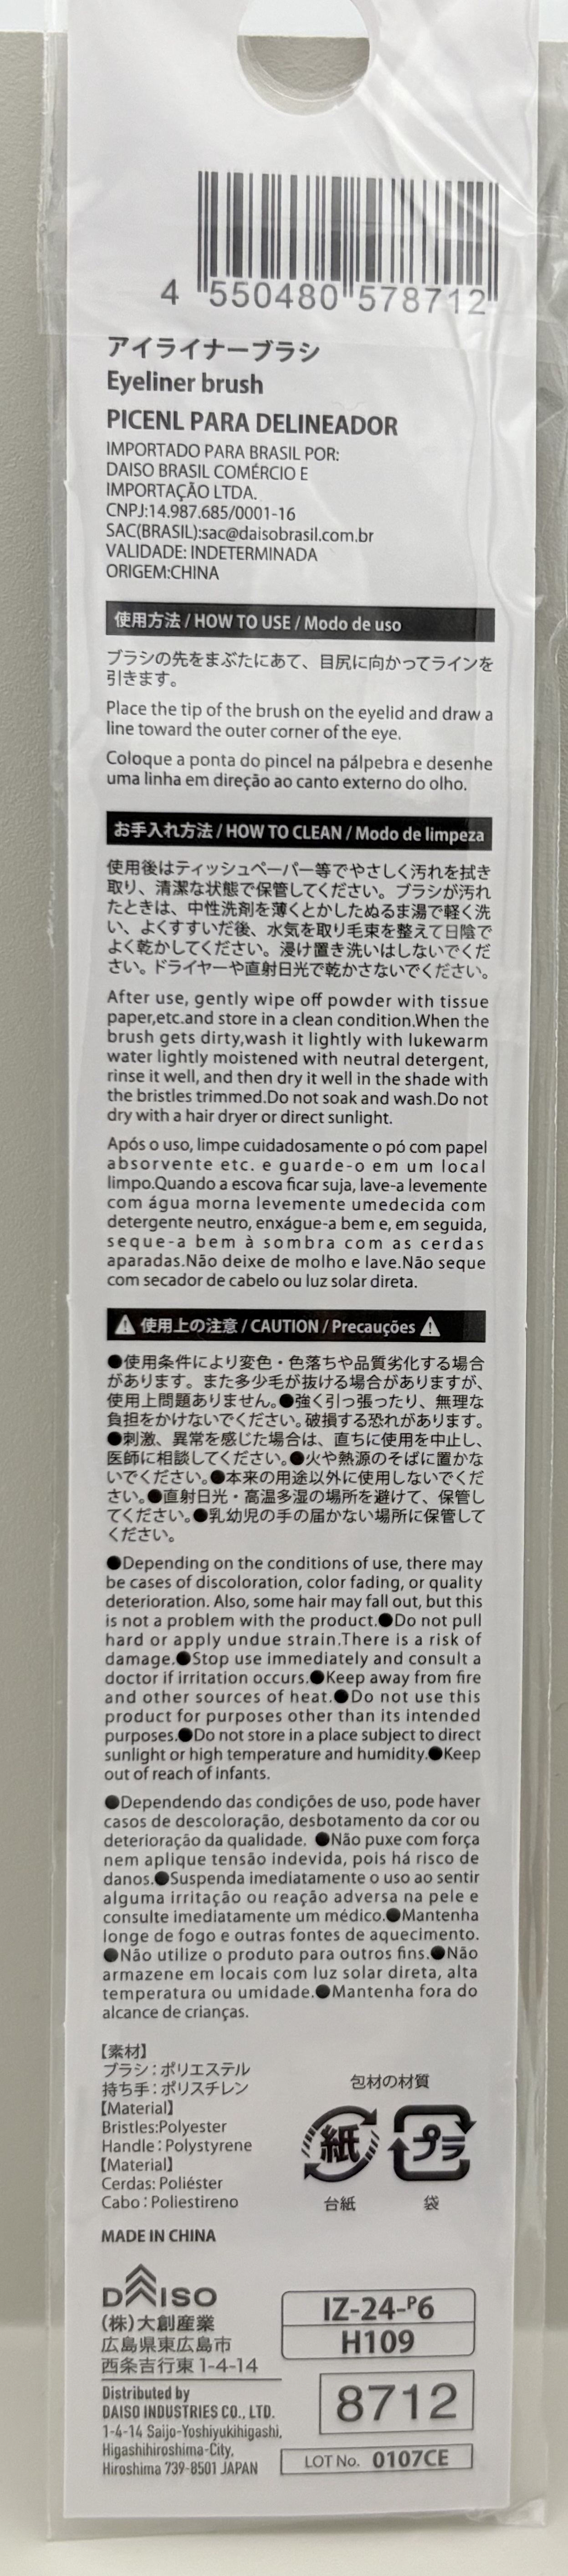 4 550480 578712
アイライナーブラシ
Eyeliner brush
PICENL PARA DELINEADOR
IMPORTADO PARA BRASIL POR:
DAISO BRASIL COMÉRCIO E
IMPORTAÇÃO LTDA.
CNPJ:14.987.685/0001-16
SAC(BRASIL):sac@daisobrasil.com.br
VALIDADE: INDETERMINADA
ORIGEM:CHINA
使用方法 / HOW TO USE / Modo de uso
ブラシの先をまぶたにあて、目尻に向かってラインを
引きます。
Place the tip of the brush on the eyelid and draw a
line toward the outer corner of the eye.
Coloque a ponta do pincel na pálpebra e desenhe
uma linha em direção ao canto externo do olho.
お手入れ方法 / HOW TO CLEAN / Modo de limpeza
使用後はティッシュペーパー等でやさしく汚れを拭き
取り、清潔な状態で保管してください。ブラシが汚れ
たときは、中性洗剤を薄くとかしたぬるま湯で軽く洗
い、よくすすいだ後、水気を取り毛束を整えて日陰で
よく乾かしてください。浸け置き洗いはしないでくだ
さい。ドライヤーや直射日光で乾かさないでください。
After use, gently wipe off powder with tissue
paper,etc.and store in a clean condition.When the
brush gets dirty,wash it lightly with lukewarm
water lightly moistened with neutral detergent,
rinse it well, and then dry it well in the shade with
the bristles trimmed.Do not soak and wash.Do not
dry with a hair dryer or direct sunlight.
Após o uso, limpe cuidadosamente o pó com papel
absorvente etc. e guarde-o em um local
limpo.Quando a escova ficar suja, lave-a levemente
com água morna levemente umedecida com
detergente neutro, enxágue-a bem e, em seguida,
seque-a bem à sombra com as cerdas
aparadas.Não deixe de molho e lave.Não seque
com secador de cabelo ou luz solar direta.
⚠ 使用上の注意 / CAUTION / Precauções ⚠
●使用条件により変色・色落ちや品質劣化する場合
があります。また多少毛が抜ける場合がありますが、
使用上問題ありません。●強く引っ張ったり、無理な
負担をかけないでください。破損する恐れがあります。
●刺激、異常を感じた場合は、直ちに使用を中止し、
医師に相談してください。●火や熱源のそばに置かな
いでください。●本来の用途以外に使用しないでくだ
さい。●直射日光・高温多湿の場所を避けて、保管し
てください。●乳幼児の手の届かない場所に保管して
ください。
●Depending on the conditions of use, there may
be cases of discoloration, color fading, or quality
deterioration. Also, some hair may fall out, but this
is not a problem with the product.●Do not pull
hard or apply undue strain.There is a risk of
damage.●Stop use immediately and consult a
doctor if irritation occurs.●Keep away from fire
and other sources of heat.●Do not use this
product for purposes other than its intended
purposes.●Do not store in a place subject to direct
sunlight or high temperature and humidity.●Keep
out of reach of infants.
●Dependendo das condições de uso, pode haver
casos de descoloração, desbotamento da cor ou
deterioração da qualidade. ●Não puxe com força
nem aplique tensão indevida, pois há risco de
danos.●Suspenda imediatamente o uso ao sentir
alguma irritação ou reação adversa na pele e
consulte imediatamente um médico.●Mantenha
longe de fogo e outras fontes de aquecimento.
●Não utilize o produto para outros fins.●Não
armazene em locais com luz solar direta, alta
temperatura ou umidade.●Mantenha fora do
alcance de crianças.
【素材】
ブラシ：ポリエステル
持ち手：ポリスチレン
【Material】
Bristles:Polyester
Handle：Polystyrene
【Material】
Cerdas: Poliéster
Cabo：Poliestireno
包材の材質
紙 プラ
台紙 袋
MADE IN CHINA
DAISO
(株)大創産業
広島県東広島市
西条吉行東 1-4-14
Distributed by
DAISO INDUSTRIES CO., LTD.
1-4-14 Saijo-Yoshiyukihigashi,
Higashihiroshima-City,
Hiroshima 739-8501 JAPAN
IZ-24-P6
H109
8712
LOT No. 0107CE